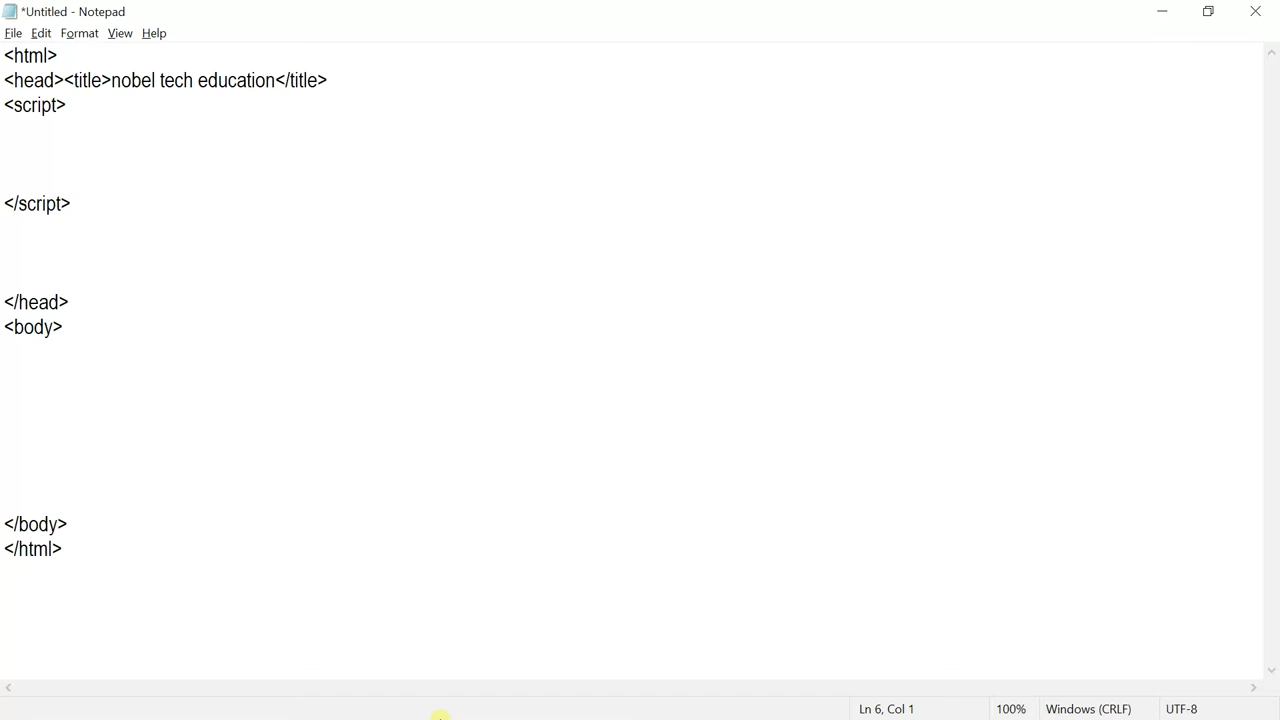 *Untitled - Notepad
File Edit Format View Help
<html>
<head><title>nobel tech education</title>
<script>
</script>
</head>
<body>
</body>
</html>
Ln 6, Col 1 100% Windows (CRLF) UTF-8